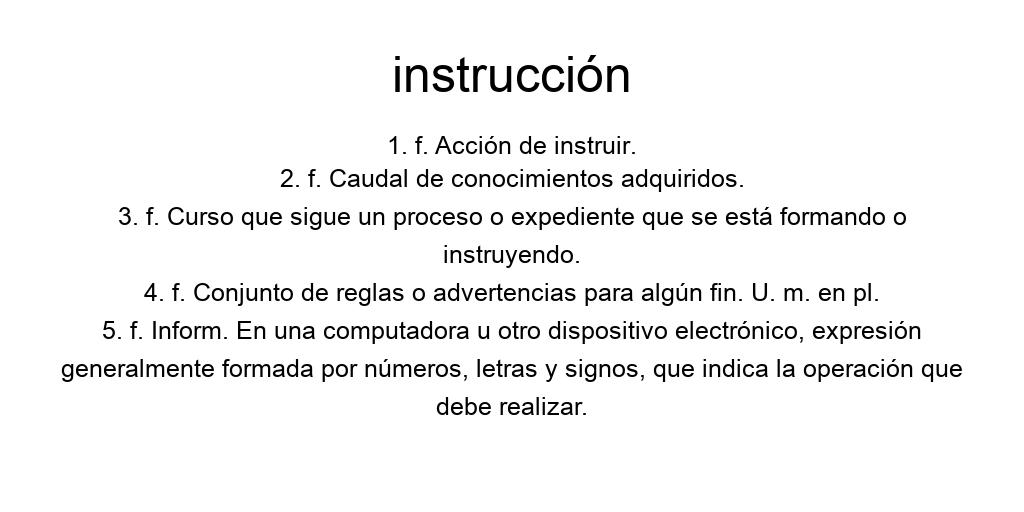 instrucción
1. f. Acción de instruir.
2. f. Caudal de conocimientos adquiridos.
3. f. Curso que sigue un proceso o expediente que se está formando o
instruyendo.
4. f. Conjunto de reglas o advertencias para algún fin. U. m. en pl.
5. f. Inform. En una computadora u otro dispositivo electrónico, expresión
generalmente formada por números, letras y signos, que indica la operación que
debe realizar.